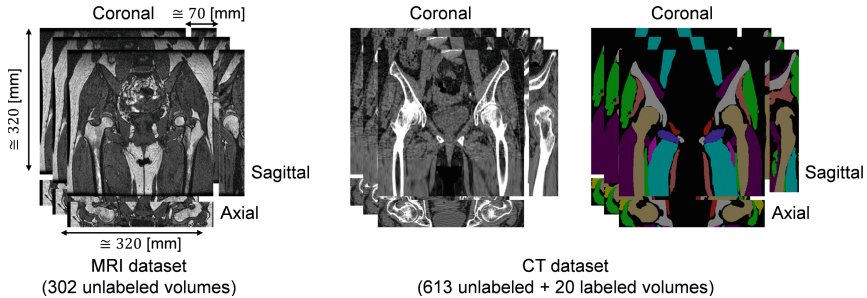 Coronal
≅ 70 [mm]
≅ 320 [mm]
Sagittal
Axial
≅ 320 [mm]
MRI dataset
(302 unlabeled volumes)
Coronal
Coronal
Sagittal
Axial
CT dataset
(613 unlabeled + 20 labeled volumes)